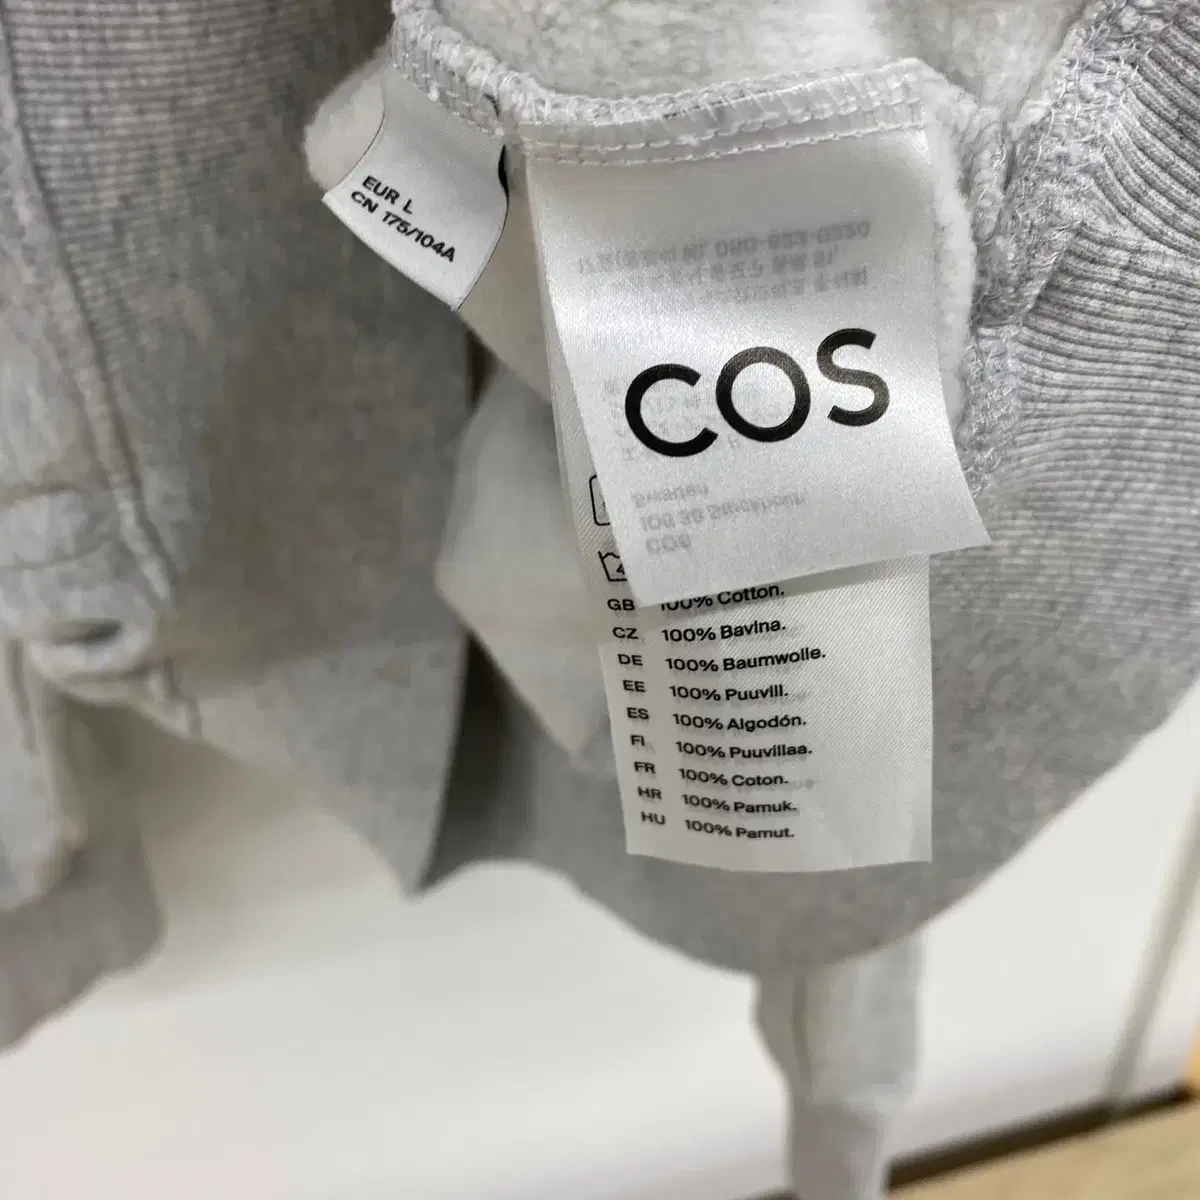 EUR L
CN 175/104A
COS
GB 100% Cotton.
CZ 100% Bavlna.
DE 100% Baumwolle.
EE 100% Puuvill.
ES 100% Algodón.
FI 100% Puuvillaa.
FR 100% Coton.
HR 100% Pamuk.
HU 100% Pamut.